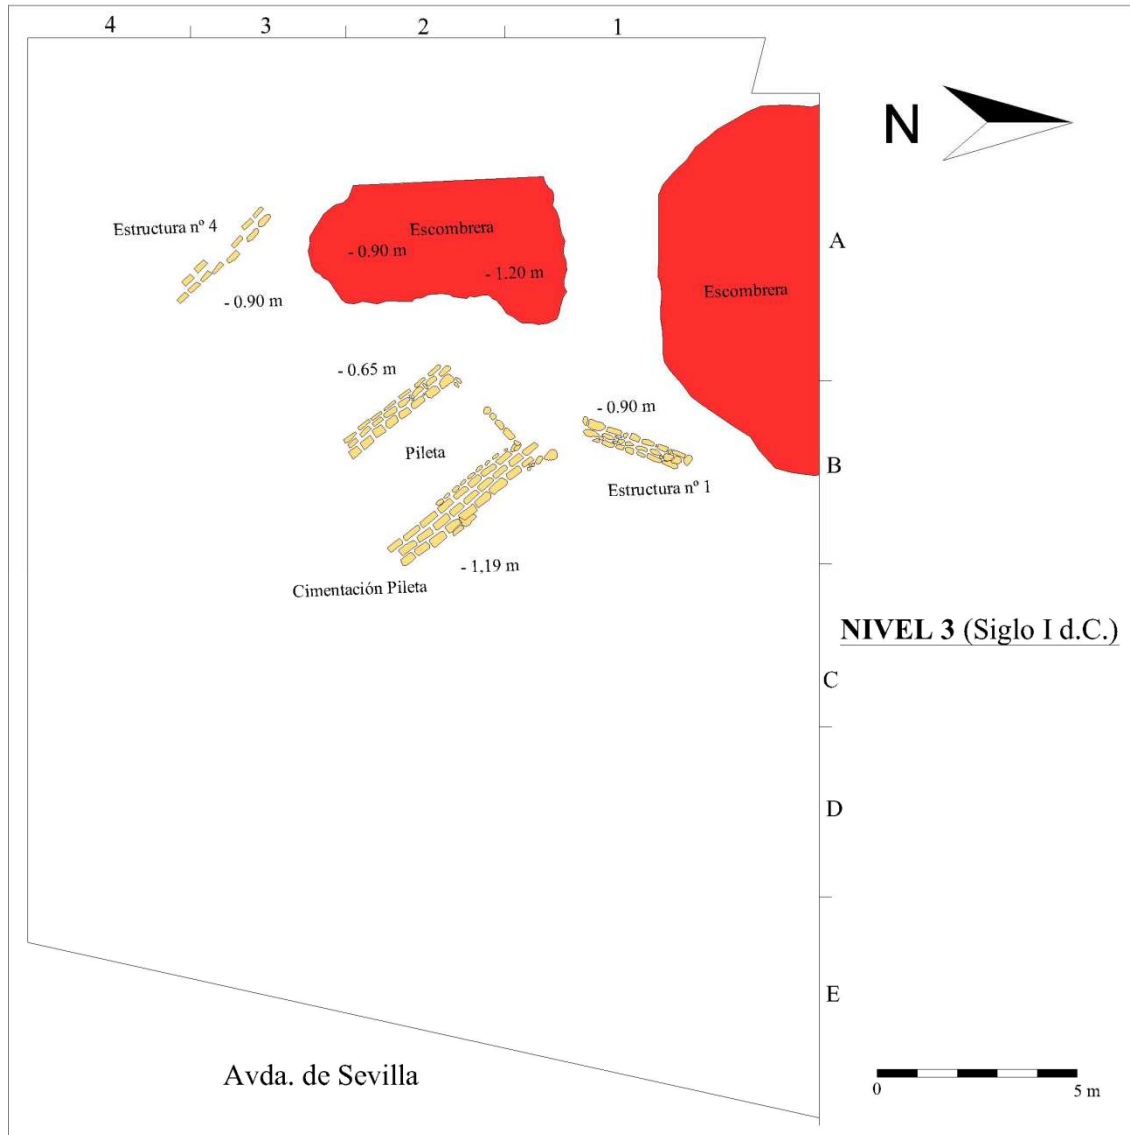 4 3 2 1
N
Estructura nº 4
Escombrera
A
- 0.90 m
- 1.20 m
Escombrera
- 0.90 m
- 0.65 m
- 0.90 m
Pileta
B
Estructura nº 1
- 1,19 m
Cimentación Pileta
NIVEL 3 (Siglo I d.C.)
C
D
E
Avda. de Sevilla
0 5 m